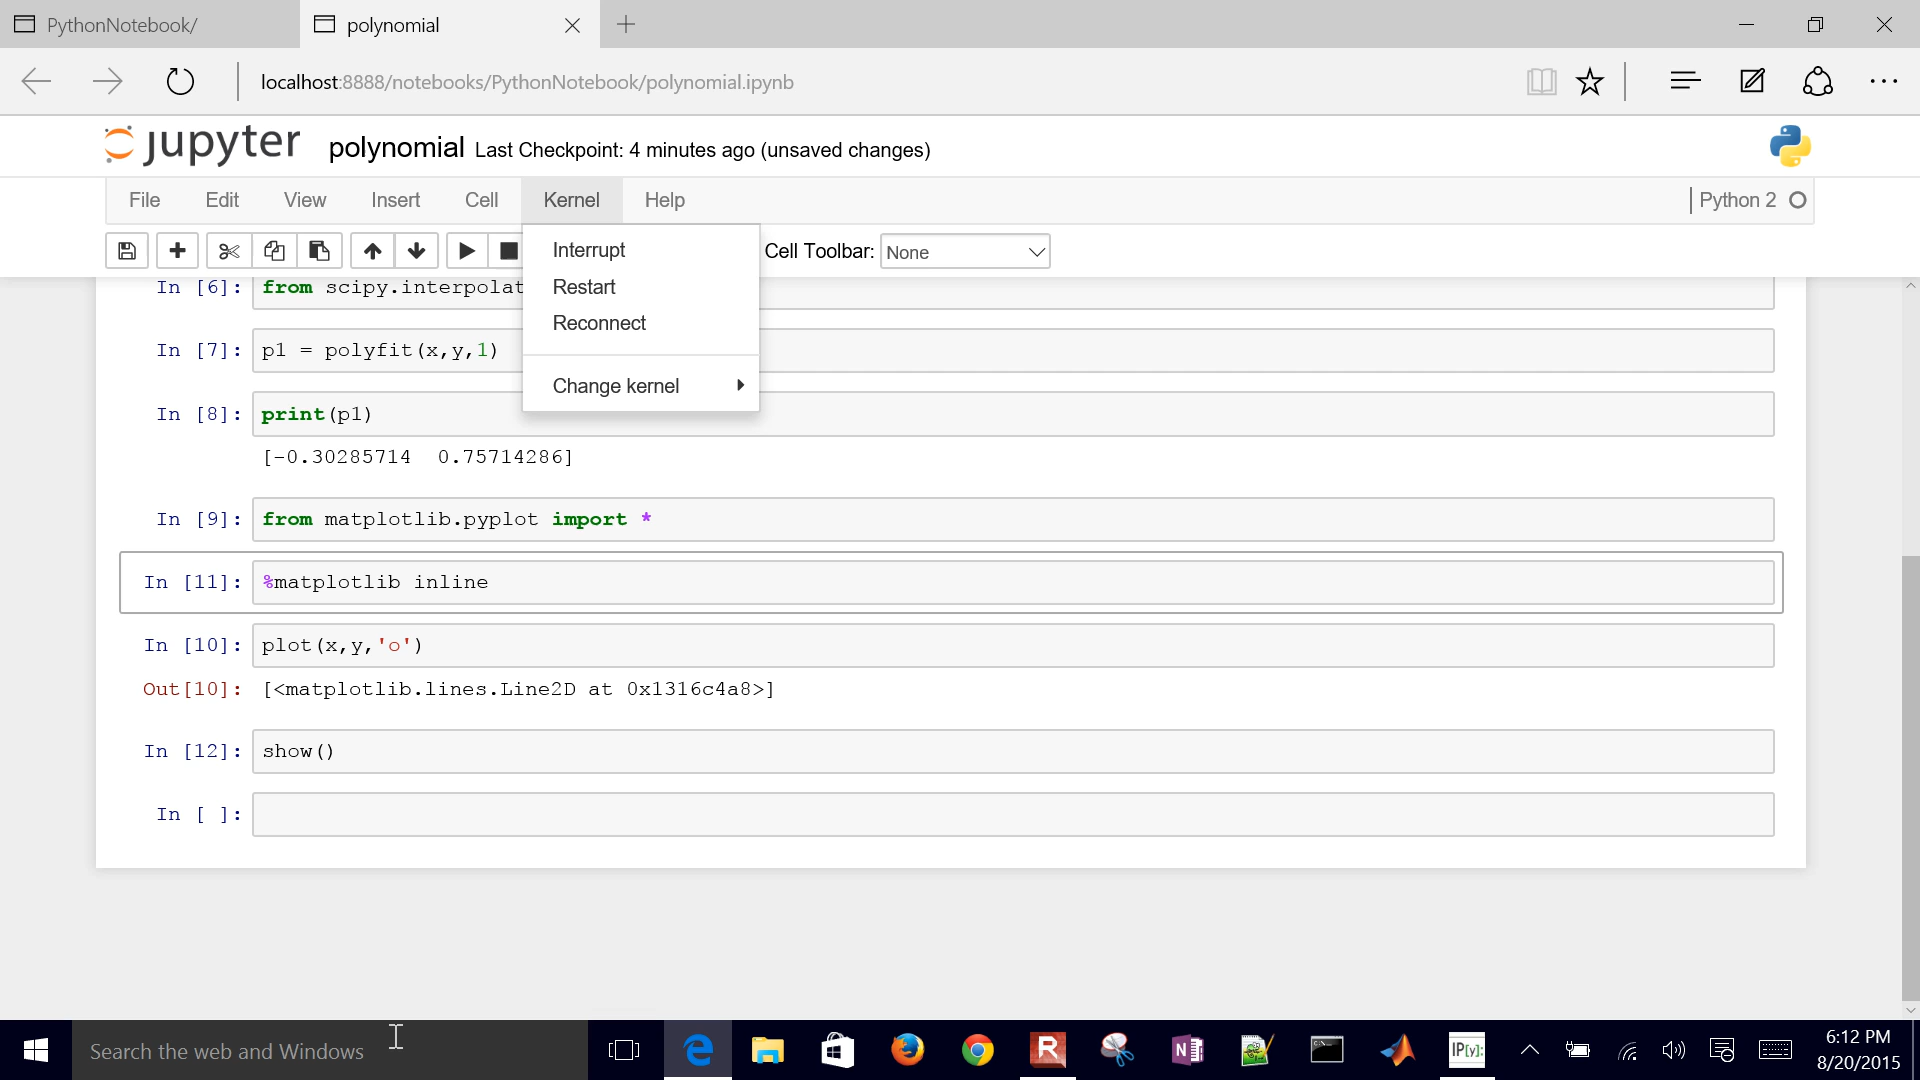 PythonNotebook/
polynomial
localhost:8888/notebooks/PythonNotebook/polynomial.ipynb
jupyter polynomial Last Checkpoint: 4 minutes ago (unsaved changes)
File Edit View Insert Cell Kernel Help Python 2
Interrupt
Restart
Reconnect
Change kernel
Cell Toolbar: None
In [6]: from scipy.interpolat
In [7]: p1 = polyfit(x,y,1)
In [8]: print(p1)
[-0.30285714 0.75714286]
In [9]: from matplotlib.pyplot import *
In [11]: %matplotlib inline
In [10]: plot(x,y,'o')
Out[10]: [<matplotlib.lines.Line2D at 0x1316c4a8>]
In [12]: show()
In [ ]:
Search the web and Windows
R
N
IP[y]:
6:12 PM
8/20/2015